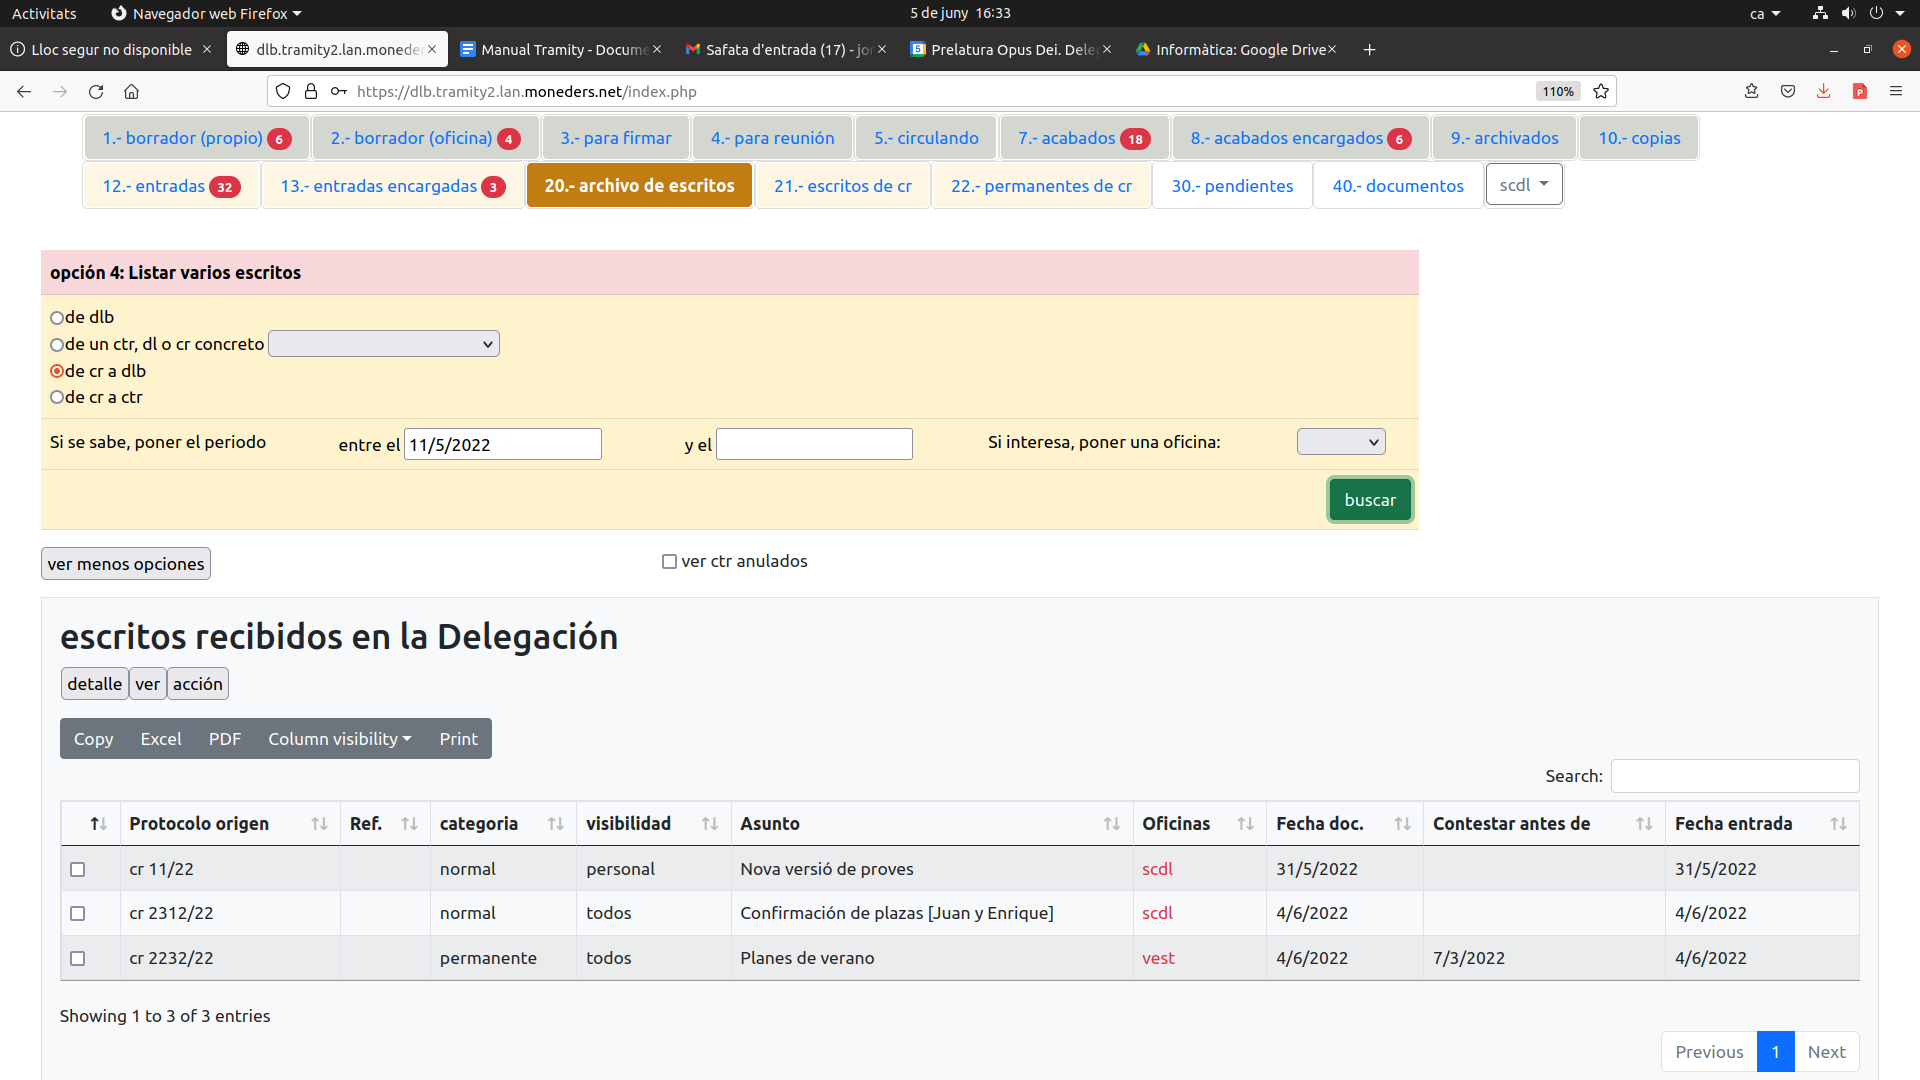 Activitats Navegador web Firefox 5 de juny 16:33 ca
Lloc segur no disponible dlb.tramity2.lan.moneders Manual Tramity - Docume Safata d'entrada (17) - jo Prelatura Opus Dei. Dele Informàtica: Google Drive
https://dlb.tramity2.lan.moneders.net/index.php 110%
1.- borrador (propio) 6 2.- borrador (oficina) 4 3.- para firmar 4.- para reunión 5.- circulando 7.- acabados 18 8.- acabados encargados 6 9.- archivados 10.- copias
12.- entradas 32 13.- entradas encargadas 3 20.- archivo de escritos 21.- escritos de cr 22.- permanentes de cr 30.- pendientes 40.- documentos scdl
opción 4: Listar varios escritos
de dlb
de un ctr, dl o cr concreto
de cr a dlb
de cr a ctr
Si se sabe, poner el periodo entre el 11/5/2022 y el Si interesa, poner una oficina:
buscar
ver menos opciones ver ctr anulados
escritos recibidos en la Delegación
detalle ver acción
Copy Excel PDF Column visibility Print
Search:
Protocolo origen Ref. categoria visibilidad Asunto Oficinas Fecha doc. Contestar antes de Fecha entrada
cr 11/22 normal personal Nova versió de proves scdl 31/5/2022 31/5/2022
cr 2312/22 normal todos Confirmación de plazas [Juan y Enrique] scdl 4/6/2022 4/6/2022
cr 2232/22 permanente todos Planes de verano vest 4/6/2022 7/3/2022 4/6/2022
Showing 1 to 3 of 3 entries
Previous 1 Next